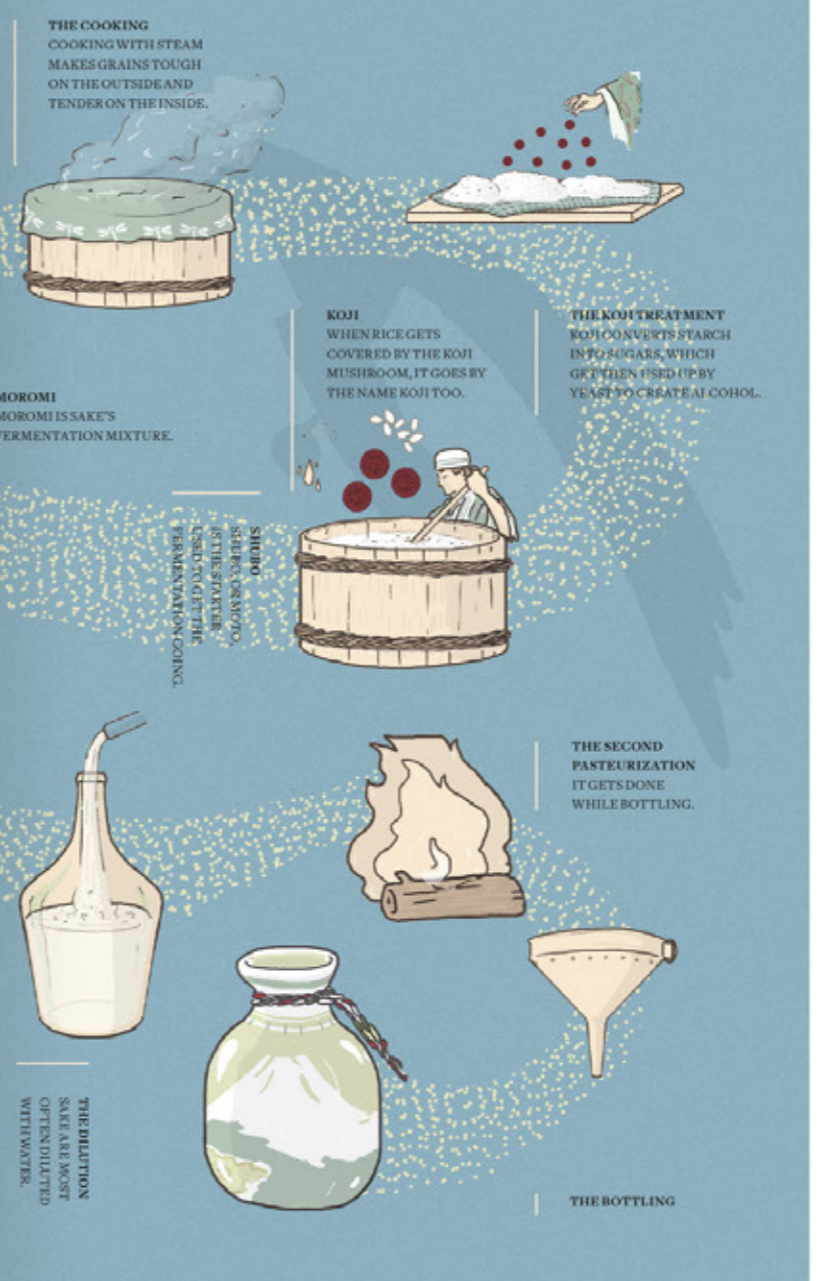 THE COOKING
COOKING WITH STEAM
MAKES GRAINS TOUGH
ON THE OUTSIDE AND
TENDER ON THE INSIDE.
KOJI
WHEN RICE GETS
COVERED BY THE KOJI
MUSHROOM, IT GOES BY
THE NAME KOJI TOO.
THE KOJI TREATMENT
KOJI CONVERTS STARCH
INTO SUGARS, WHICH
GET THEN USED UP BY
YEAST TO CREATE ALCOHOL.
MOROMI
MOROMI IS SAKE'S
FERMENTATION MIXTURE.
SHUBO
SHUBO, OR MOTO,
IS THE STARTER
USED TO GET THE
FERMENTATION GOING.
THE SECOND
PASTEURIZATION
IT GETS DONE
WHILE BOTTLING.
THE DILUTION
SAKE ARE MOST
OFTEN DILUTED
WITH WATER.
THE BOTTLING